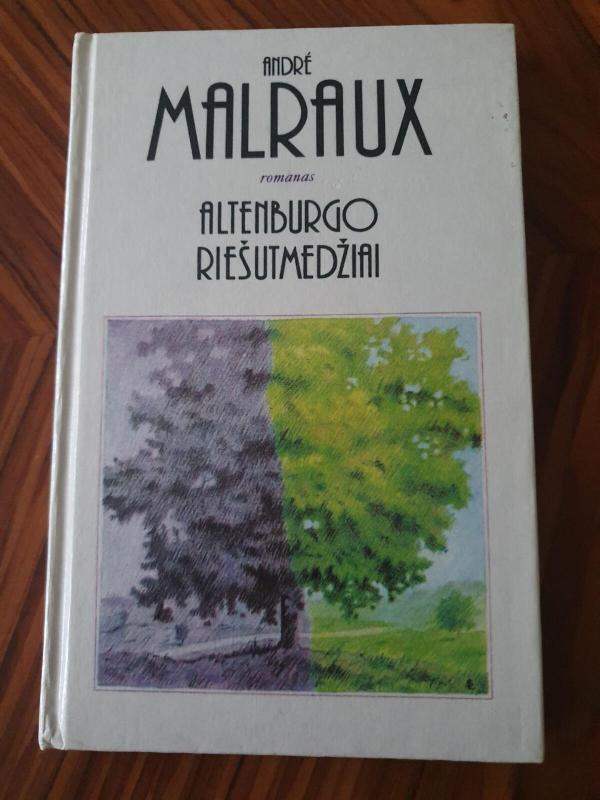 ANDRÉ
MALRAUX
romanas
ALTENBURGO
RIEŠUTMEDŽIAI